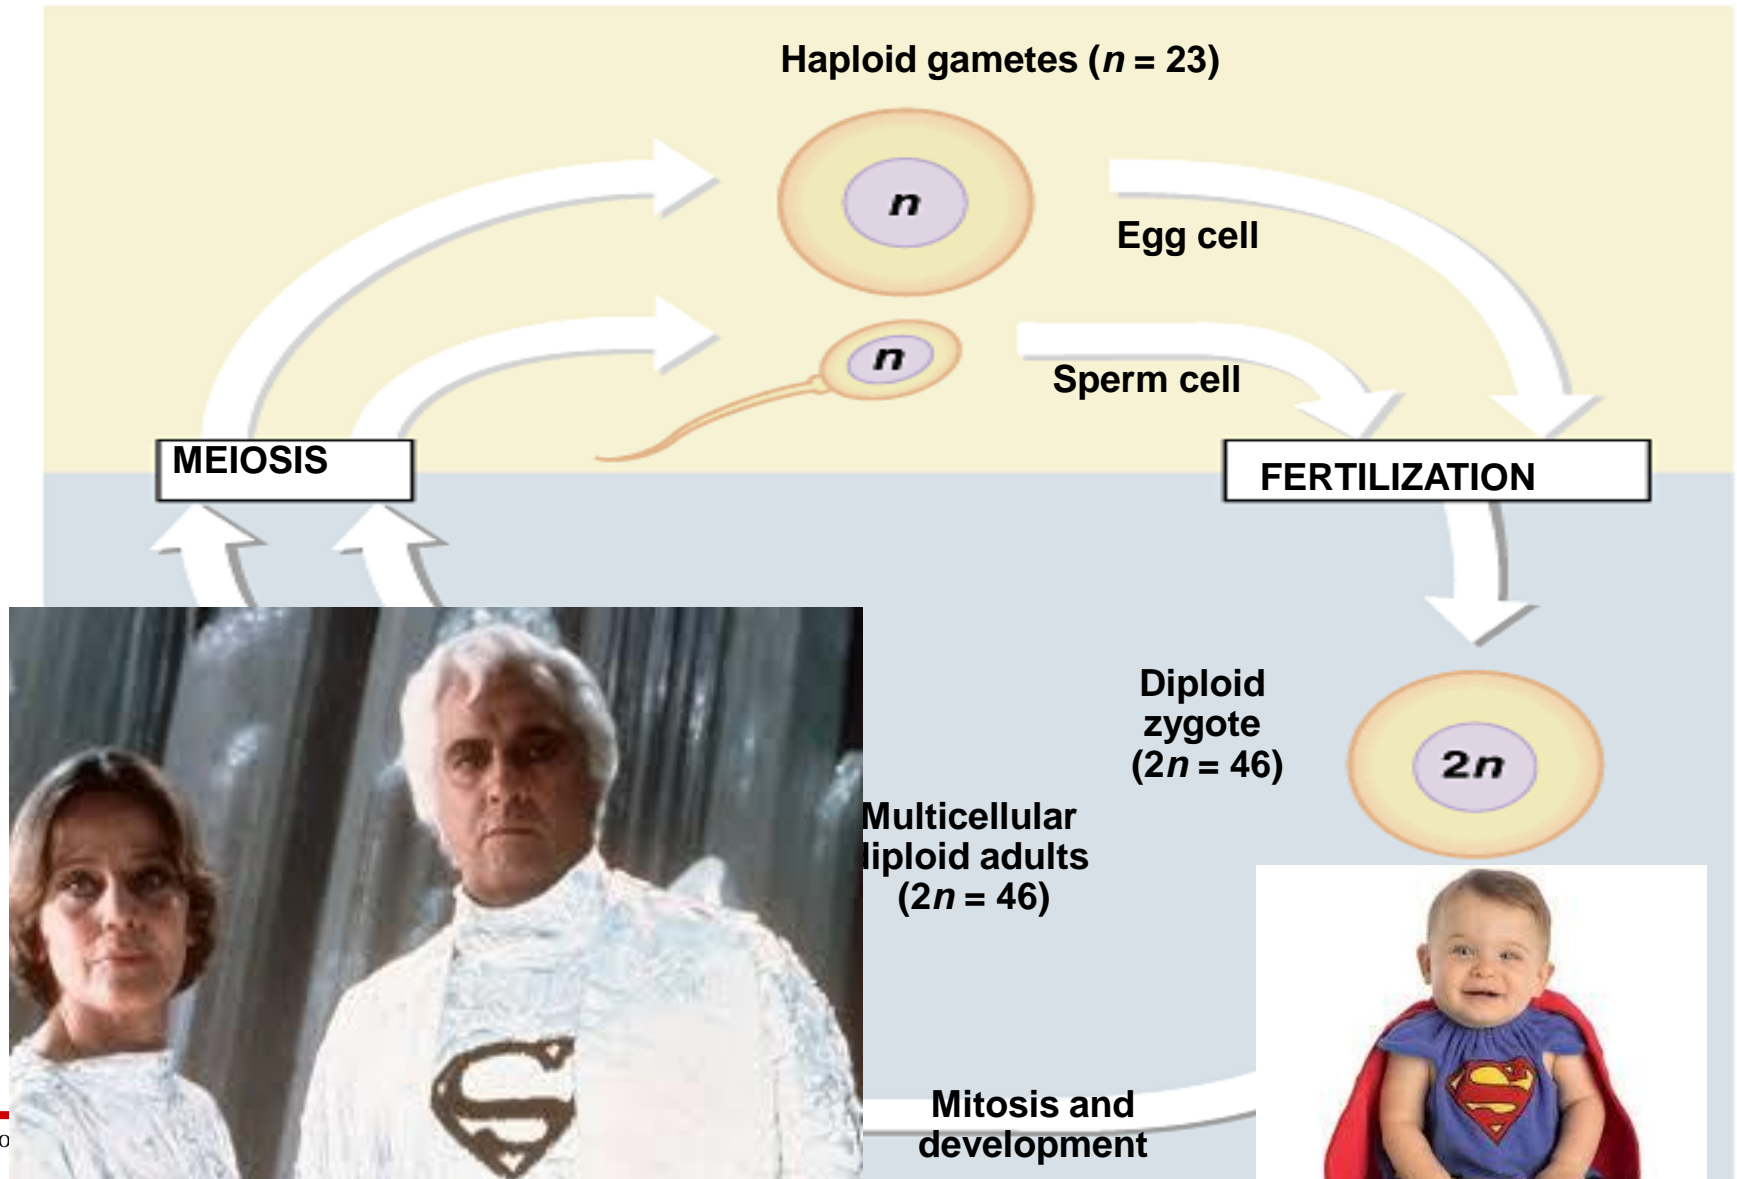 Haploid gametes (n = 23)
n
Egg cell
n
Sperm cell
MEIOSIS
FERTILIZATION
Diploid
zygote
(2n = 46)
2n
Multicellular
diploid adults
(2n = 46)
S
S
Mitosis and
development